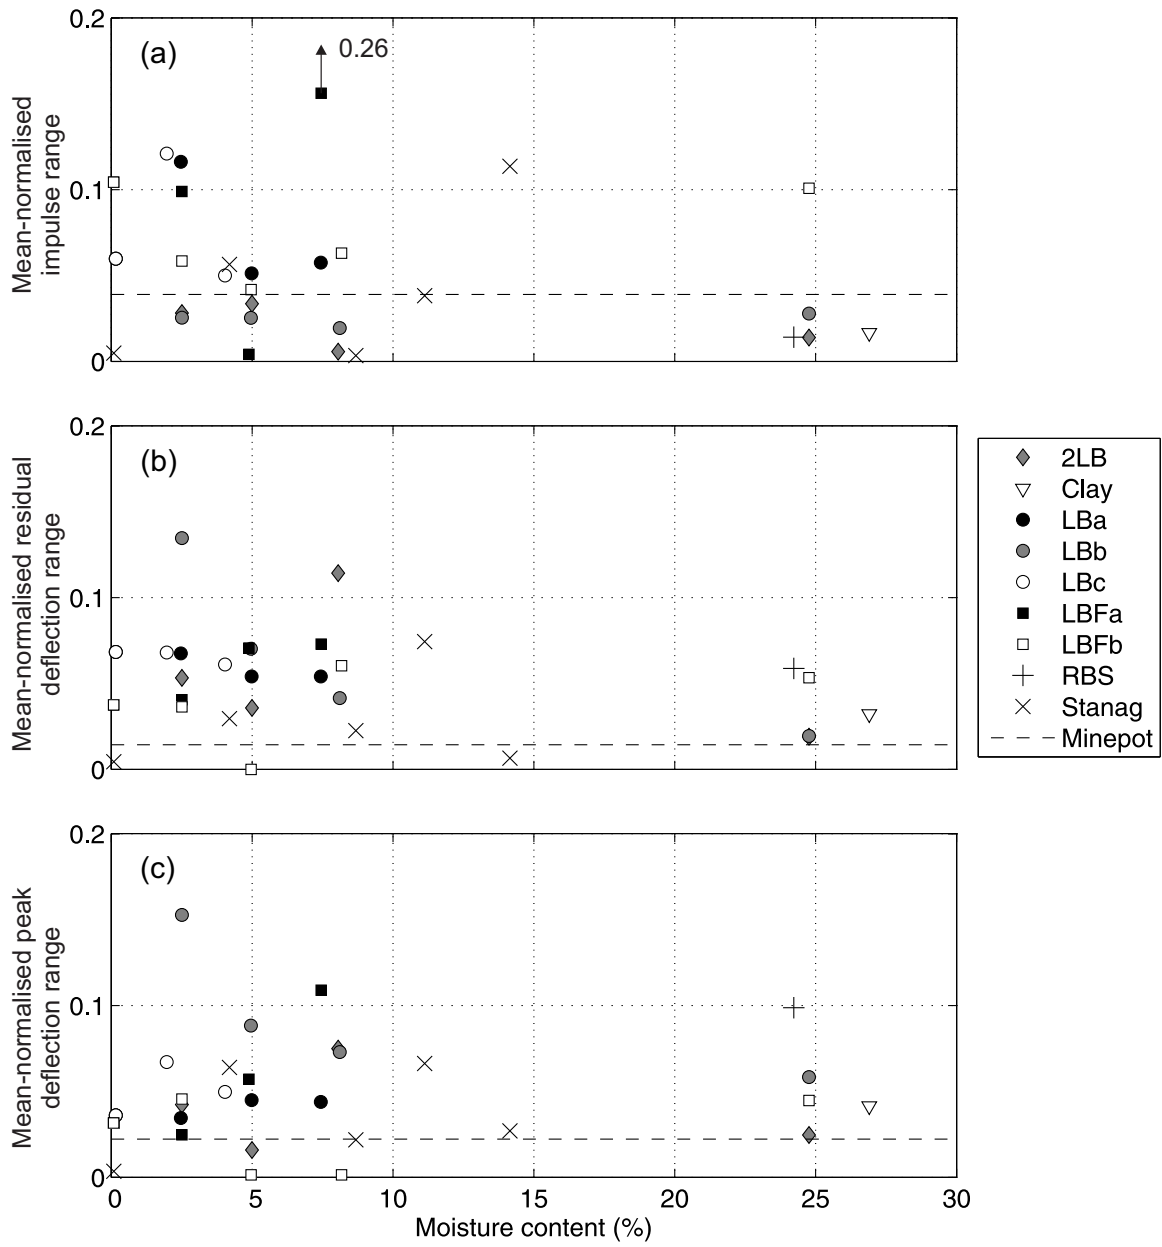 0.2
(a)
0.26
0.1
0
Mean-normalised
impulse range
0.2
(b)
0.1
0
Mean-normalised residual
deflection range
2LB
Clay
LBa
LBb
LBc
LBFa
LBFb
RBS
Stanag
Minepot
0.2
(c)
0.1
0
Mean-normalised peak
deflection range
0 5 10 15 20 25 30
Moisture content (%)